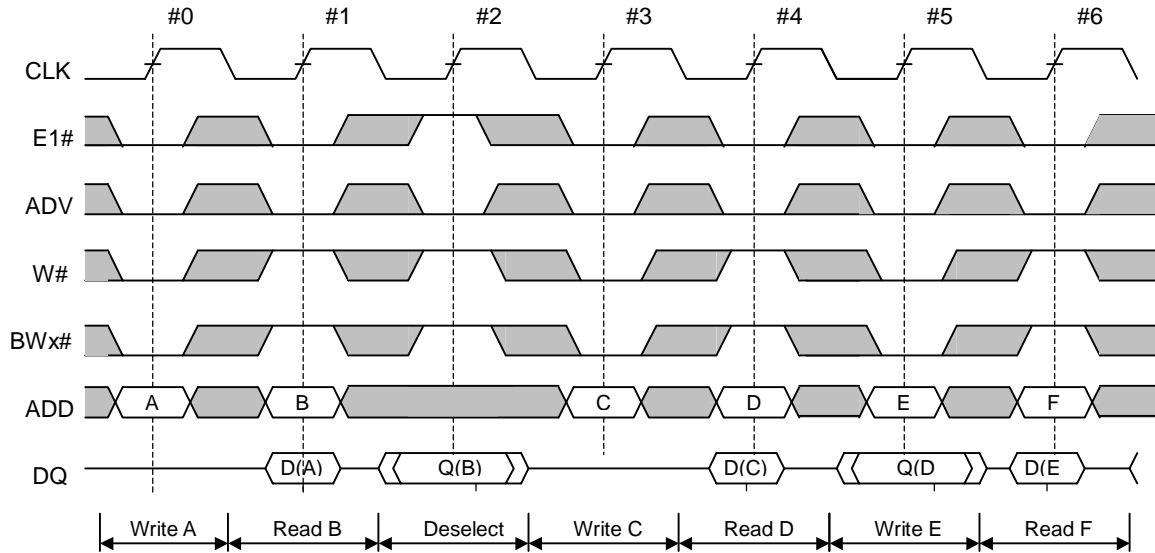 #0 #1 #2 #3 #4 #5 #6
CLK
E1#
ADV
W#
BWx#
ADD A B C D E F
DQ D(A) Q(B) D(C) Q(D D(E
Write A Read B Deselect Write C Read D Write E Read F